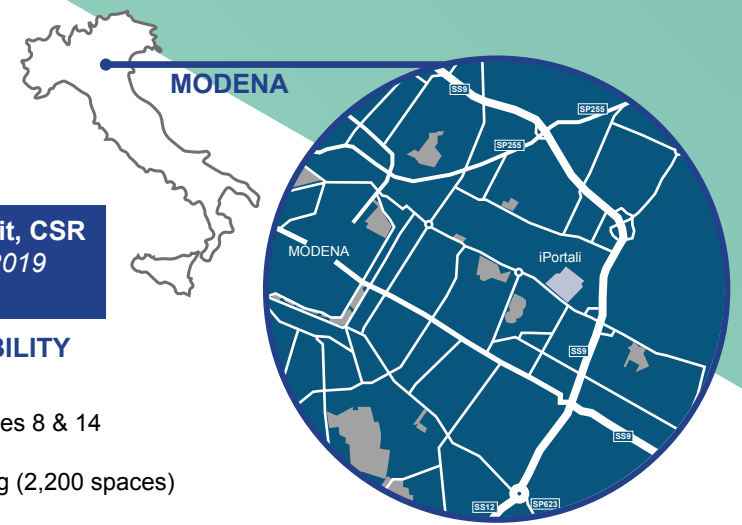 MODENA
SS9
SP255
SP255
it, CSR
2019
MODENA
iPortali
BILITY
SS9
es 8 & 14
SS9
g (2,200 spaces)
SS12
SP623